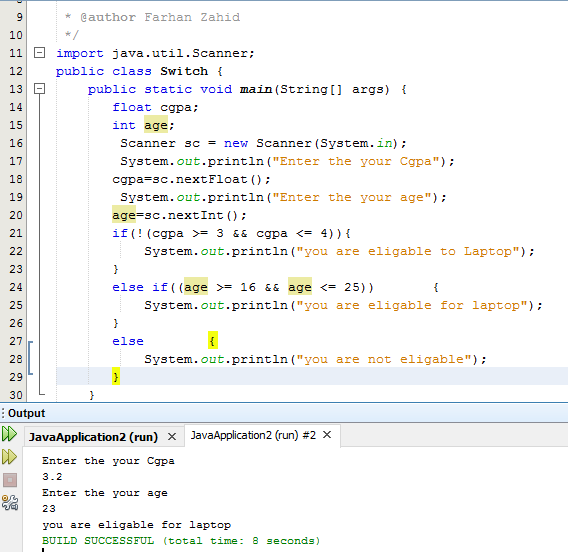 9 * @author Farhan Zahid
10 */
11 import java.util.Scanner;
12 public class Switch {
13 public static void main(String[] args) {
14 float cgpa;
15 int age;
16 Scanner sc = new Scanner(System.in);
17 System.out.println("Enter the your Cgpa");
18 cgpa=sc.nextFloat();
19 System.out.println("Enter the your age");
20 age=sc.nextInt();
21 if(!(cgpa >= 3 && cgpa <= 4)){
22 System.out.println("you are eligable to Laptop");
23 }
24 else if((age >= 16 && age <= 25)) {
25 System.out.println("you are eligable for laptop");
26 }
27 else {
28 System.out.println("you are not eligable");
29 }
30 }
Output
JavaApplication2 (run) × JavaApplication2 (run) #2 ×
Enter the your Cgpa
3.2
Enter the your age
23
you are eligable for laptop
BUILD SUCCESSFUL (total time: 8 seconds)